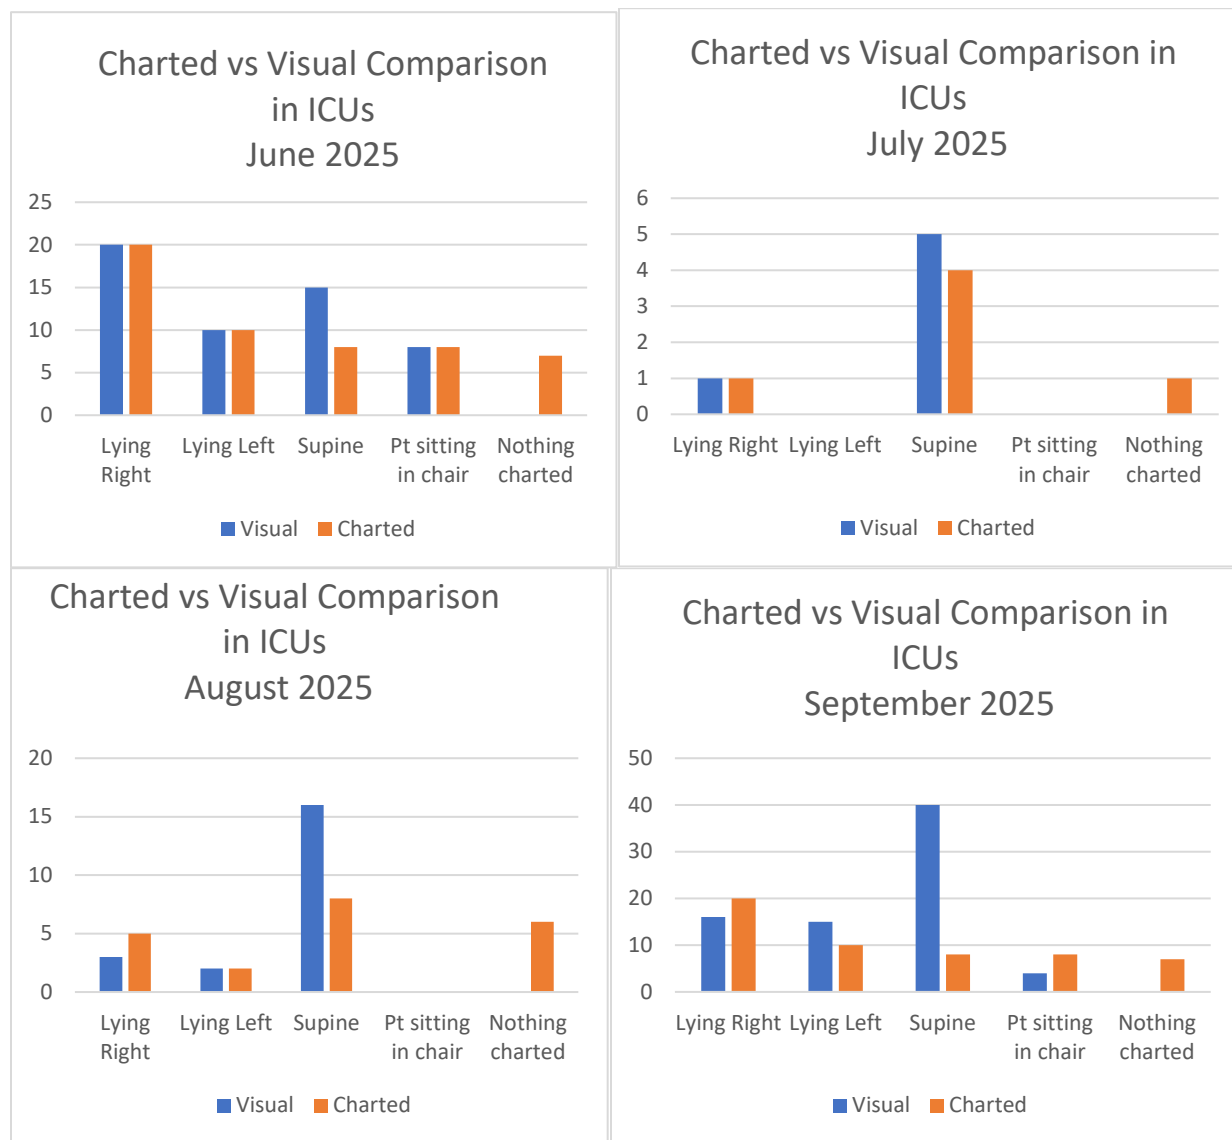 Charted vs Visual Comparison
in ICUs
June 2025
25
20
15
10
5
0
Lying Right
Lying Left
Supine
Pt sitting in chair
Nothing charted
Visual
Charted
Charted vs Visual Comparison in
ICUs
July 2025
6
5
4
3
2
1
0
Lying Right
Lying Left
Supine
Pt sitting in chair
Nothing charted
Visual
Charted
Charted vs Visual Comparison
in ICUs
August 2025
20
15
10
5
0
Lying Right
Lying Left
Supine
Pt sitting in chair
Nothing charted
Visual
Charted
Charted vs Visual Comparison in
ICUs
September 2025
50
40
30
20
10
0
Lying Right
Lying Left
Supine
Pt sitting in chair
Nothing charted
Visual
Charted